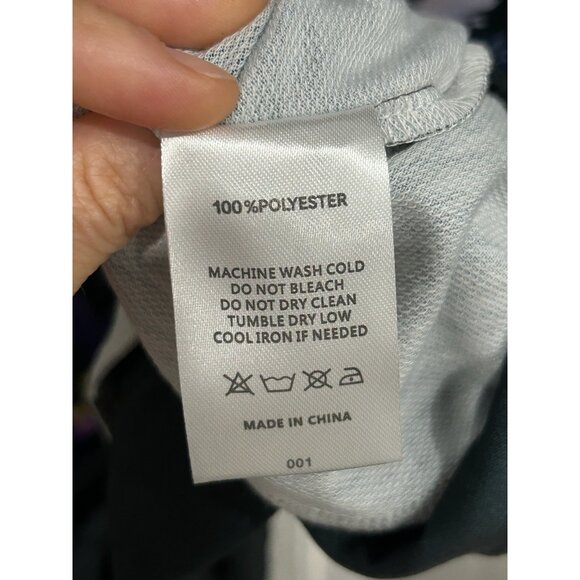 100%POLYESTER
MACHINE WASH COLD
DO NOT BLEACH
DO NOT DRY CLEAN
TUMBLE DRY LOW
COOL IRON IF NEEDED
MADE IN CHINA
001